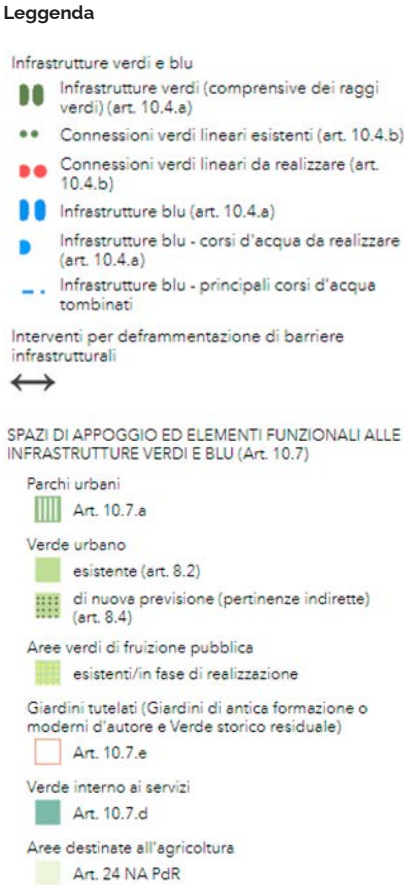 Leggenda
Infrastrutture verdi e blu
Infrastrutture verdi (comprensive dei raggi
verdi) (art. 10.4.a)
Connessioni verdi lineari esistenti (art. 10.4.b)
Connessioni verdi lineari da realizzare (art.
10.4.b)
Infrastrutture blu (art. 10.4.a)
Infrastrutture blu - corsi d'acqua da realizzare
(art. 10.4.a)
Infrastrutture blu - principali corsi d'acqua
tombinati
Interventi per deframmentazione di barriere
infrastrutturali
SPAZI DI APPOGGIO ED ELEMENTI FUNZIONALI ALLE
INFRASTRUTTURE VERDI E BLU (Art. 10.7)
Parchi urbani
Art. 10.7.a
Verde urbano
esistente (art. 8.2)
di nuova previsione (pertinenze indirette)
(art. 8.4)
Aree verdi di fruizione pubblica
esistenti/in fase di realizzazione
Giardini tutelati (Giardini di antica formazione o
moderni d'autore e Verde storico residuale)
Art. 10.7.e
Verde interno ai servizi
Art. 10.7.d
Aree destinate all'agricoltura
Art. 24 NA PdR